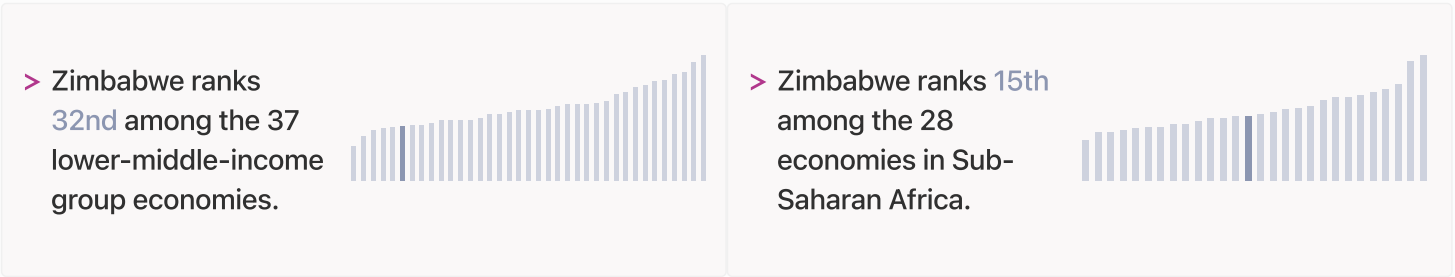 > Zimbabwe ranks
32nd among the 37
lower-middle-income
group economies.
> Zimbabwe ranks 15th
among the 28
economies in Sub-
Saharan Africa.